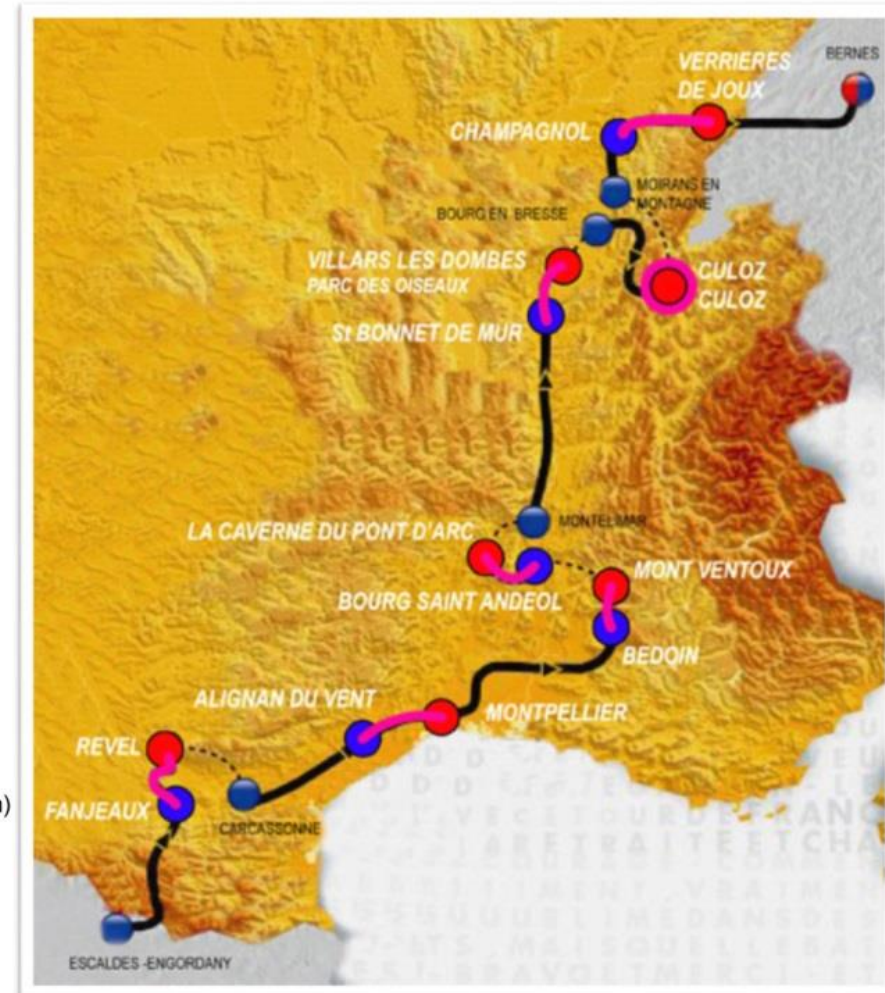 BERNES
VERRIERES
DE JOUX
CHAMPAGNOL
MOIRANS EN
MONTAGNE
BOURG EN BRESSE
VILLARS LES DOMBES
PARC DES OISEAUX
CULOZ
CULOZ
St BONNET DE MUR
LA CAVERNE DU PONT D'ARC
MONTELIMAR
MONT VENTOUX
BOURG SAINT ANDEOL
BEDOIN
ALIGNAN DU VENT
MONTPELLIER
REVEL
FANJEAUX
CARCASSONNE
ESCALDES -ENGORDANY